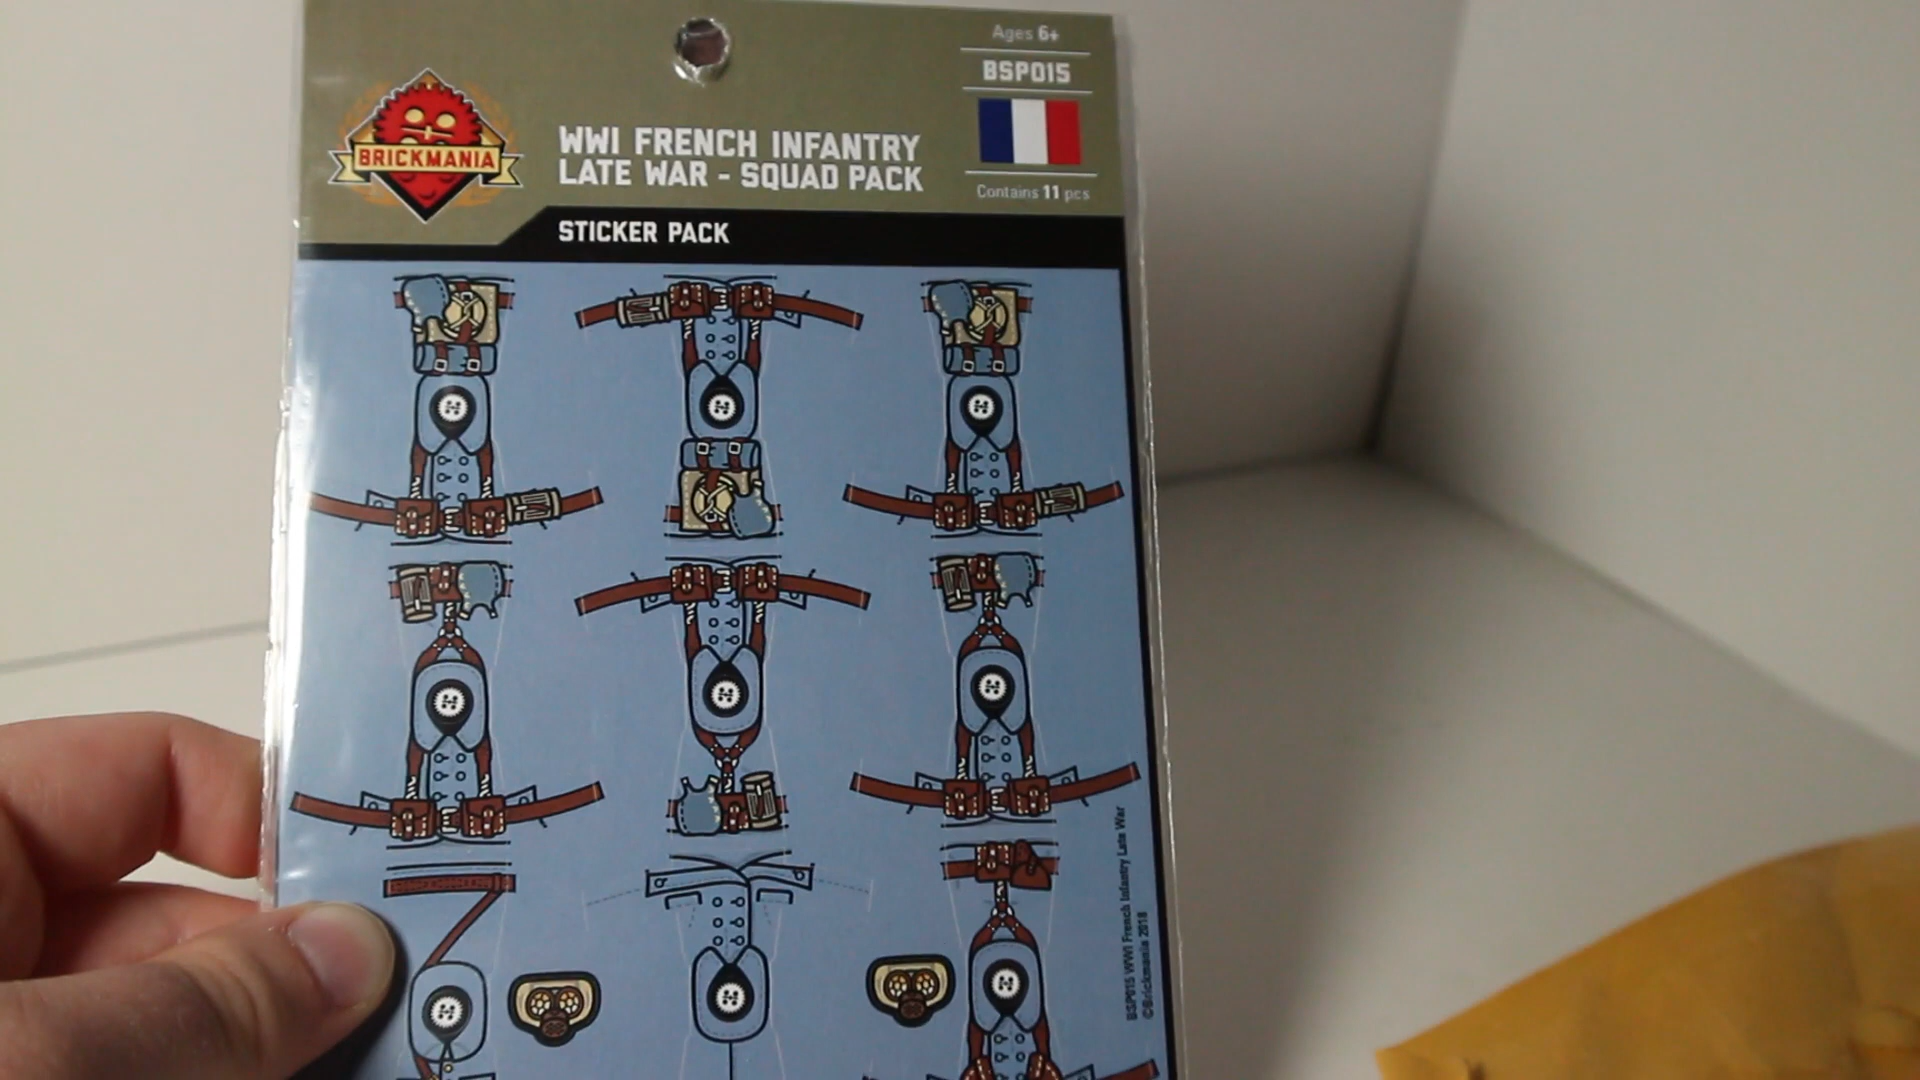 Ages 6+
BSP015
BRICKMANIA
WWI FRENCH INFANTRY
LATE WAR - SQUAD PACK
Contains 11 pcs
STICKER PACK
BSP015 WWI French Infantry Late War
©Brickmania 2018